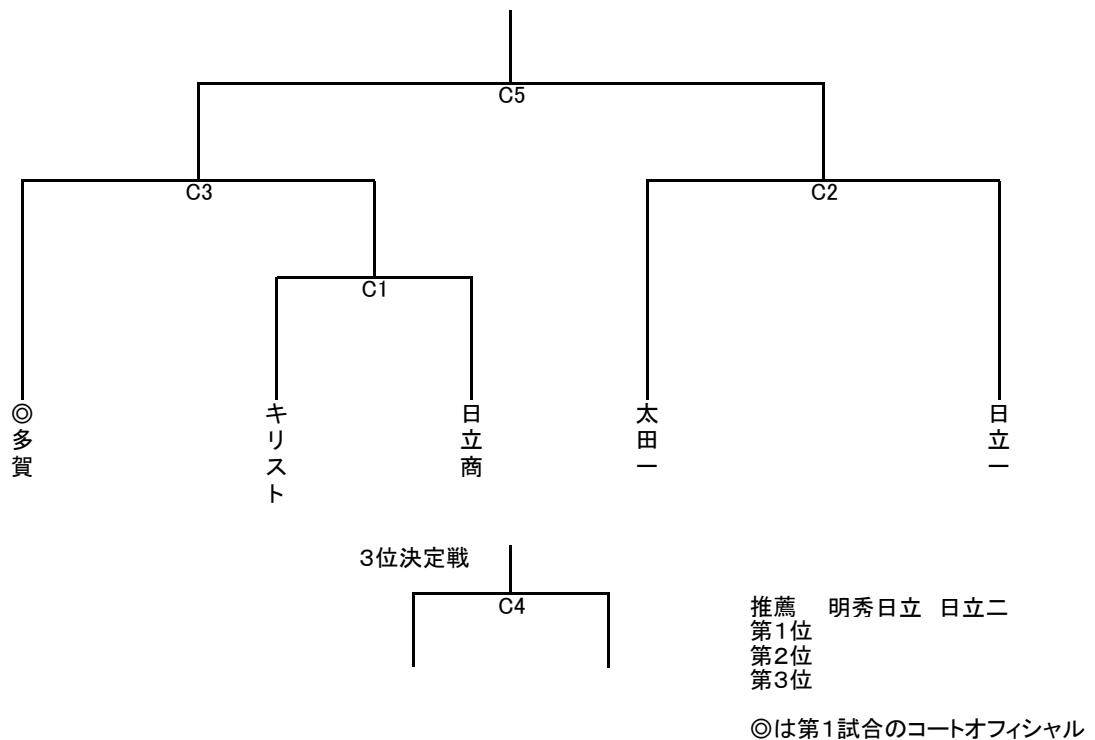 C5
C3
C2
C1
◎多賀
キリスト
日立商
太田一
日立一
3位決定戦
C4
推薦　明秀日立　日立二
第1位
第2位
第3位
◎は第1試合のコートオフィシャル